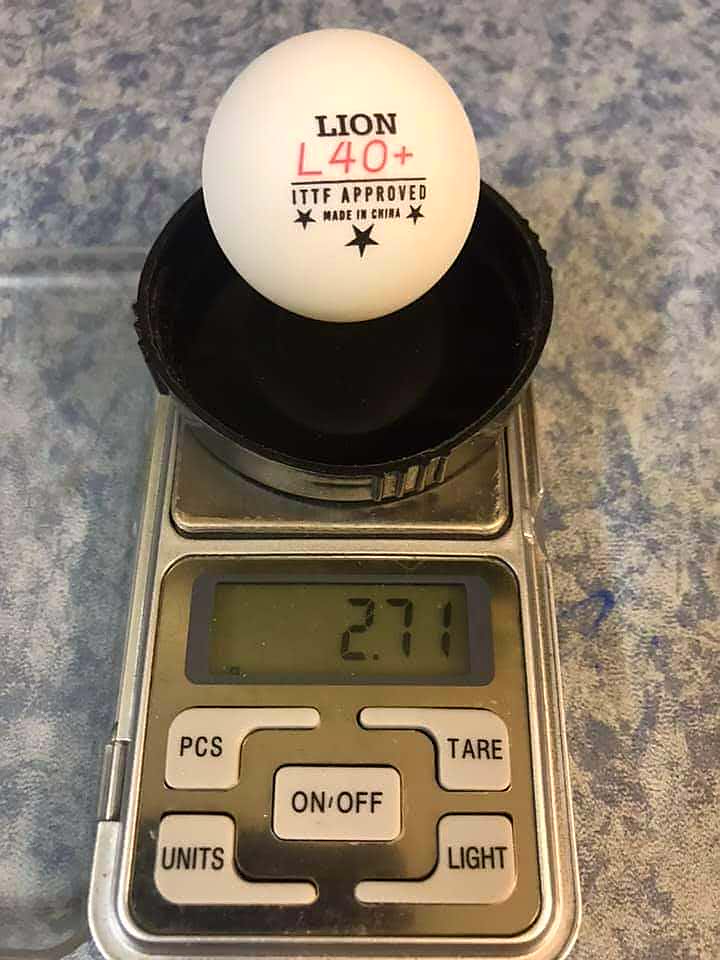 LION
L40+
ITTF APPROVED
MADE IN CHINA
2.71
PCS
TARE
ON/OFF
UNITS
LIGHT